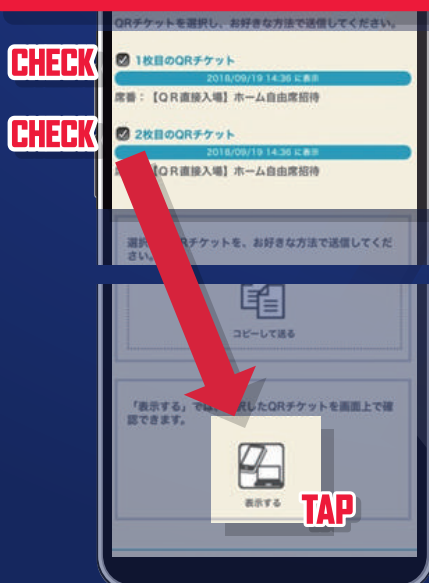 QRチケットを選択し、お好きな方法で送信してください。
CHECK
1枚目のQRチケット
2018/09/19 14:36 に表示
席番：【QR直接入場】ホーム自由席招待
CHECK
2枚目のQRチケット
2018/09/19 14:36 に表示
【QR直接入場】ホーム自由席招待
選択 Rチケットを、お好きな方法で送信してくだ
さい。
コピーして送る
「表示する」では 択したQRチケットを画面上で確
認できます。
表示する
TAP